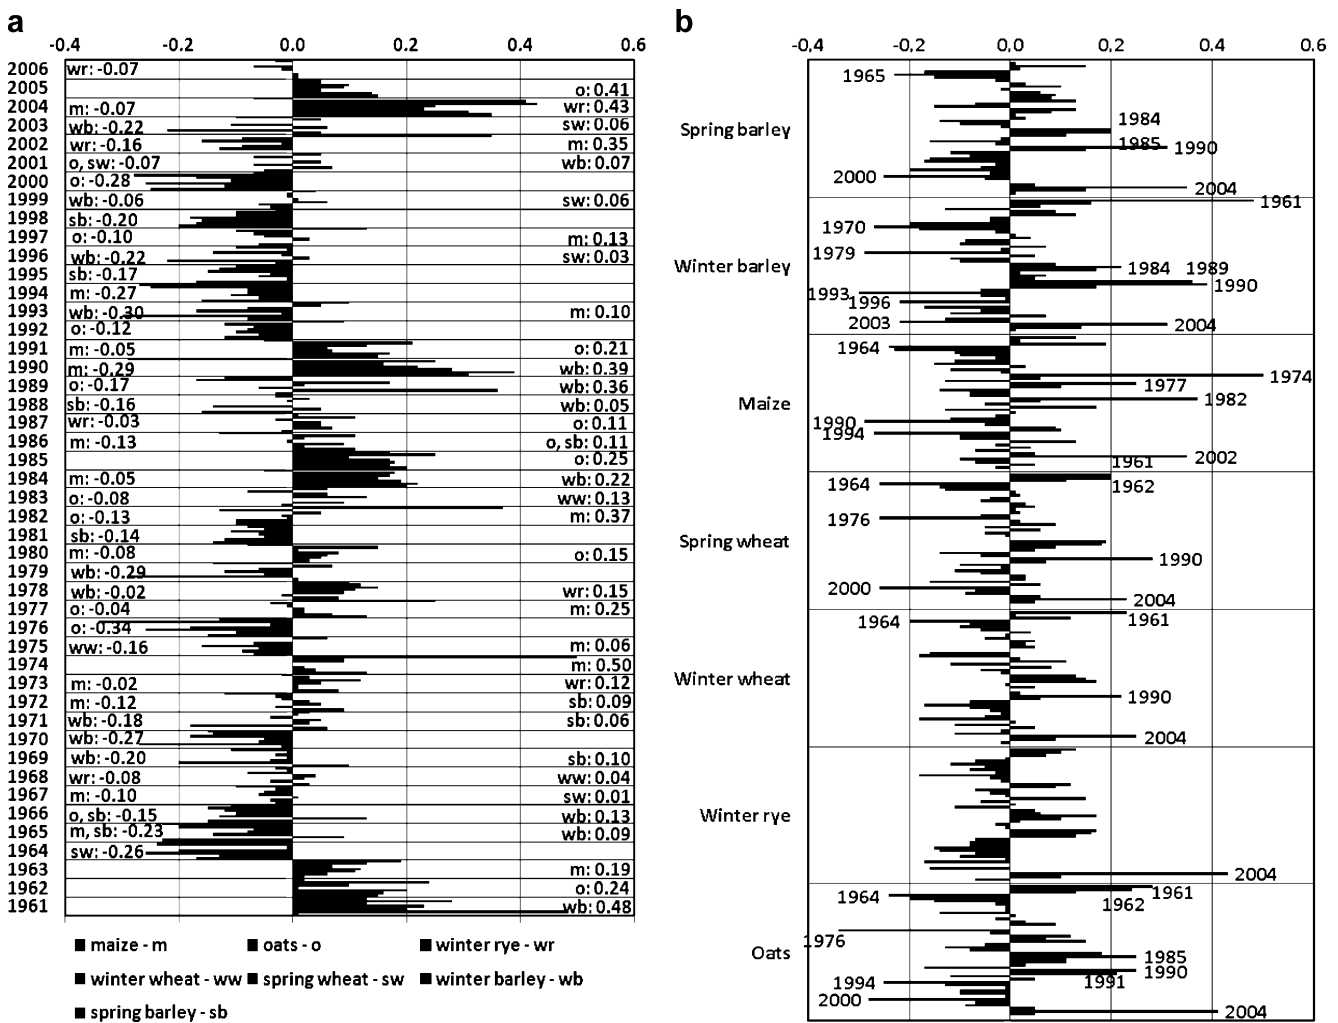 a
-0.4 -0.2 0.0 0.2 0.4 0.6
2006 wr: -0.07
2005 o: 0.41
2004 m: -0.07 wr: 0.43
2003 wb: -0.22 sw: 0.06
2002 wr: -0.16 m: 0.35
2001 o, sw: -0.07 wb: 0.07
2000 o: -0.28
1999 wb: -0.06 sw: 0.06
1998 sb: -0.20
1997 o: -0.10 m: 0.13
1996 wb: -0.22 sw: 0.03
1995 sb: -0.17
1994 m: -0.27
1993 wb: -0.30 m: 0.10
1992 o: -0.12
1991 m: -0.05 o: 0.21
1990 m: -0.29 wb: 0.39
1989 o: -0.17 wb: 0.36
1988 sb: -0.16 wb: 0.05
1987 wr: -0.03 o: 0.11
1986 m: -0.13 o, sb: 0.11
1985 o: 0.25
1984 m: -0.05 wb: 0.22
1983 o: -0.08 ww: 0.13
1982 o: -0.13 m: 0.37
1981 sb: -0.14
1980 m: -0.08 o: 0.15
1979 wb: -0.29
1978 wb: -0.02 wr: 0.15
1977 o: -0.04 m: 0.25
1976 o: -0.34
1975 ww: -0.16 m: 0.06
1974 m: 0.50
1973 m: -0.02 wr: 0.12
1972 m: -0.12 sb: 0.09
1971 wb: -0.18 sb: 0.06
1970 wb: -0.27
1969 wb: -0.20 sb: 0.10
1968 wr: -0.08 ww: 0.04
1967 m: -0.10 sw: 0.01
1966 o, sb: -0.15 wb: 0.13
1965 m, sb: -0.23 wb: 0.09
1964 sw: -0.26
1963 m: 0.19
1962 o: 0.24
1961 wb: 0.48
maize - m oats - o winter rye - wr
winter wheat - ww spring wheat - sw winter barley - wb
spring barley - sb
b
-0,4 -0,2 0,0 0,2 0,4 0,6
1965
1984
Spring barley
1985 1990
2000
2004
1961
1970
1979
Winter barley 1984 1989
1990
1993
1996
2003 2004
1964
1974
1977
Maize 1982
1990
1994
2002
1961
1964 1962
1976
Spring wheat
1990
2000
2004
1964 1961
Winter wheat
1990
2004
Winter rye
2004
1964 1961
1962
1976
Oats 1985
1990
1994 1991
2000
2004